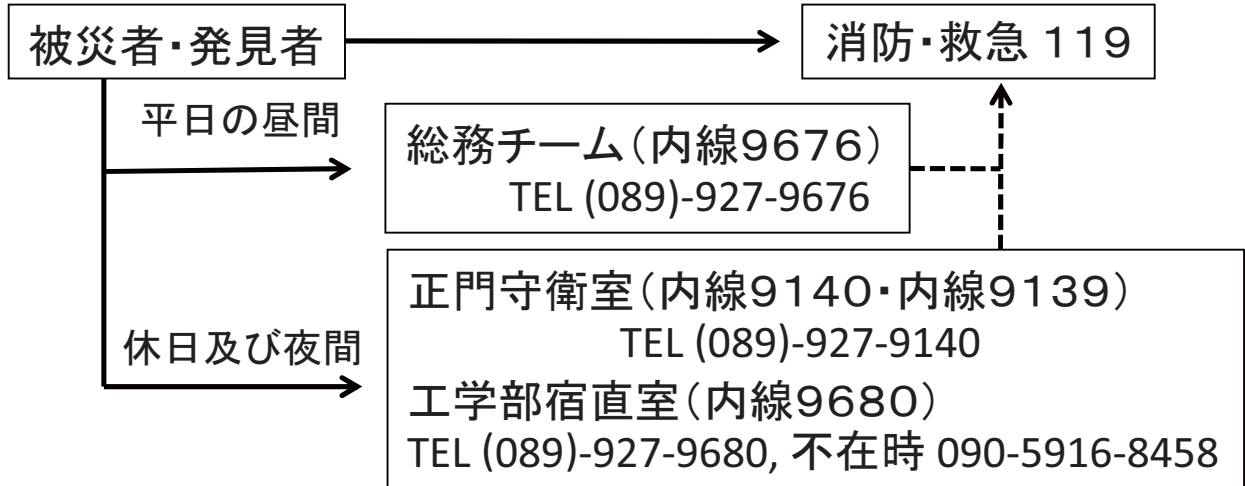 被災者・発見者
消防・救急 119
平日の昼間
総務チーム（内線９６７６）
TEL (089)-927-9676
休日及び夜間
正門守衛室（内線９１４０・内線９１３９）
TEL (089)-927-9140
工学部宿直室（内線９６８０）
TEL (089)-927-9680, 不在時 090-5916-8458